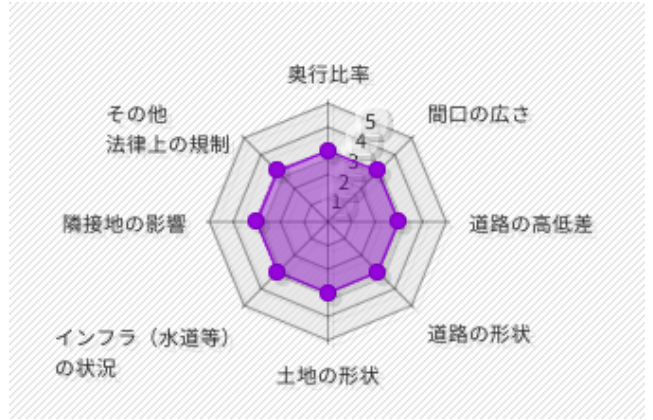 奥行比率
その他
法律上の規制
間口の広さ
5
4
3
2
1
隣接地の影響
道路の高低差
インフラ（水道等）
の状況
道路の形状
土地の形状